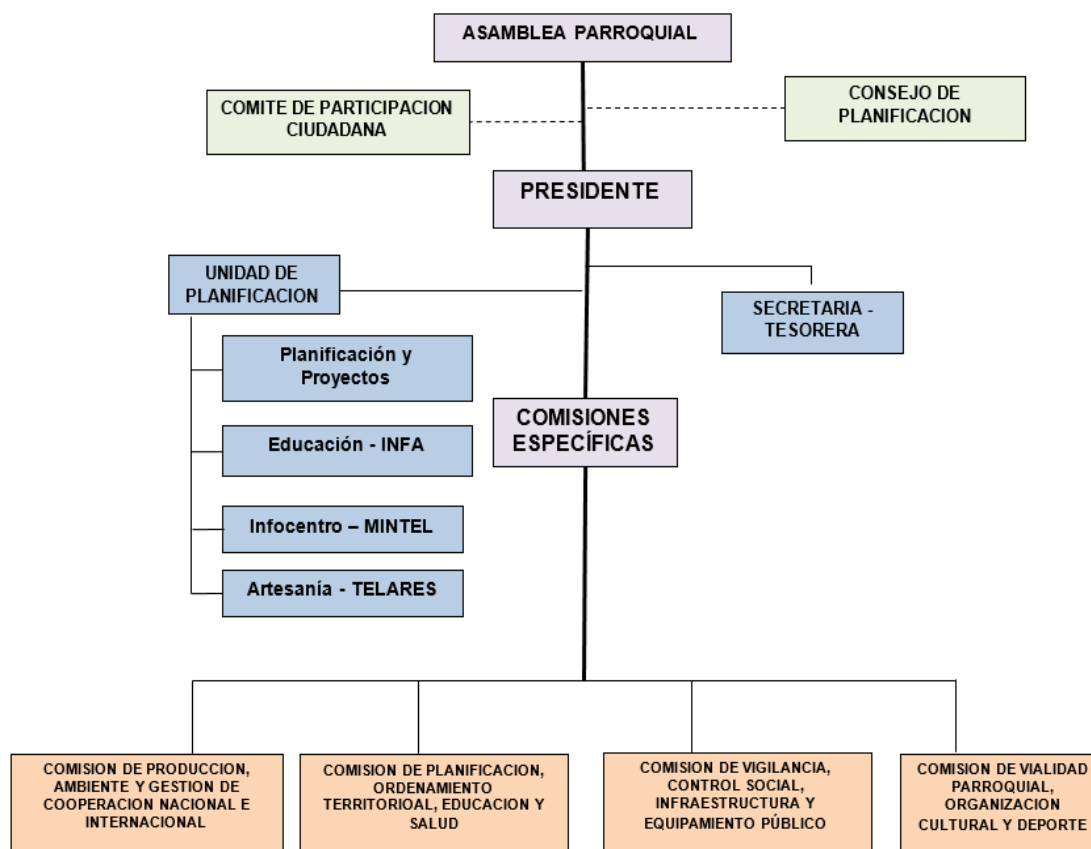 ASAMBLEA PARROQUIAL
COMITE DE PARTICIPACION
CIUDADANA
CONSEJO DE
PLANIFICACION
PRESIDENTE
UNIDAD DE
PLANIFICACION
SECRETARIA -
TESORERA
Planificación y
Proyectos
Educación - INFA
Infocentro – MINTEL
Artesanía - TELARES
COMISIONES
ESPECÍFICAS
COMISION DE PRODUCCION,
AMBIENTE Y GESTION DE
COOPERACION NACIONAL E
INTERNACIONAL
COMISION DE PLANIFICACION,
ORDENAMIENTO
TERRITORIOAL, EDUCACION Y
SALUD
COMISION DE VIGILANCIA,
CONTROL SOCIAL,
INFRAESTRUCTURA Y
EQUIPAMIENTO PÚBLICO
COMISION DE VIALIDAD
PARROQUIAL,
ORGANIZACION
CULTURAL Y DEPORTE